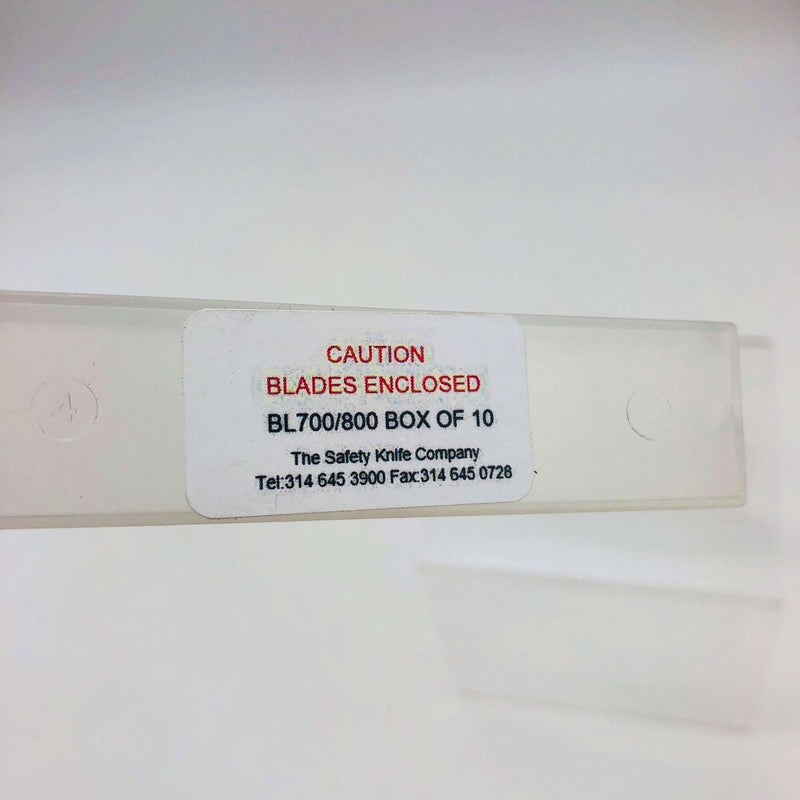 CAUTION
BLADES ENCLOSED
BL700/800 BOX OF 10
The Safety Knife Company
Tel:314 645 3900 Fax:314 645 0728